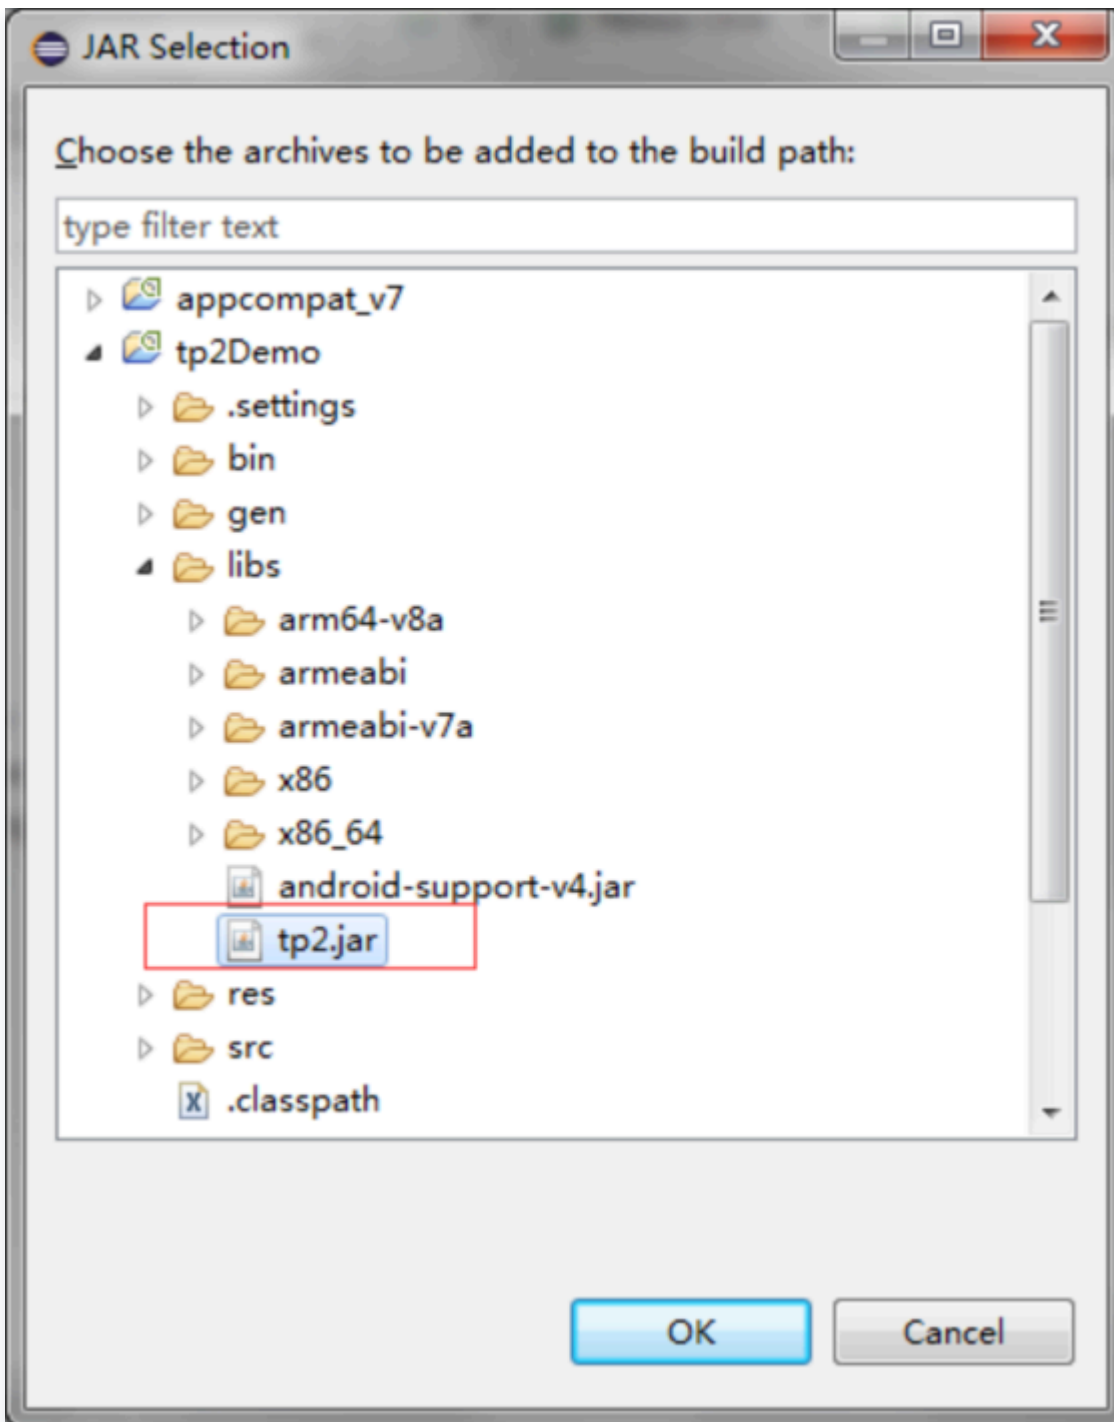 JAR Selection
Choose the archives to be added to the build path:
type filter text
appcompat_v7
tp2Demo
.settings
bin
gen
libs
arm64-v8a
armeabi
armeabi-v7a
x86
x86_64
android-support-v4.jar
tp2.jar
res
src
.classpath
OK
Cancel